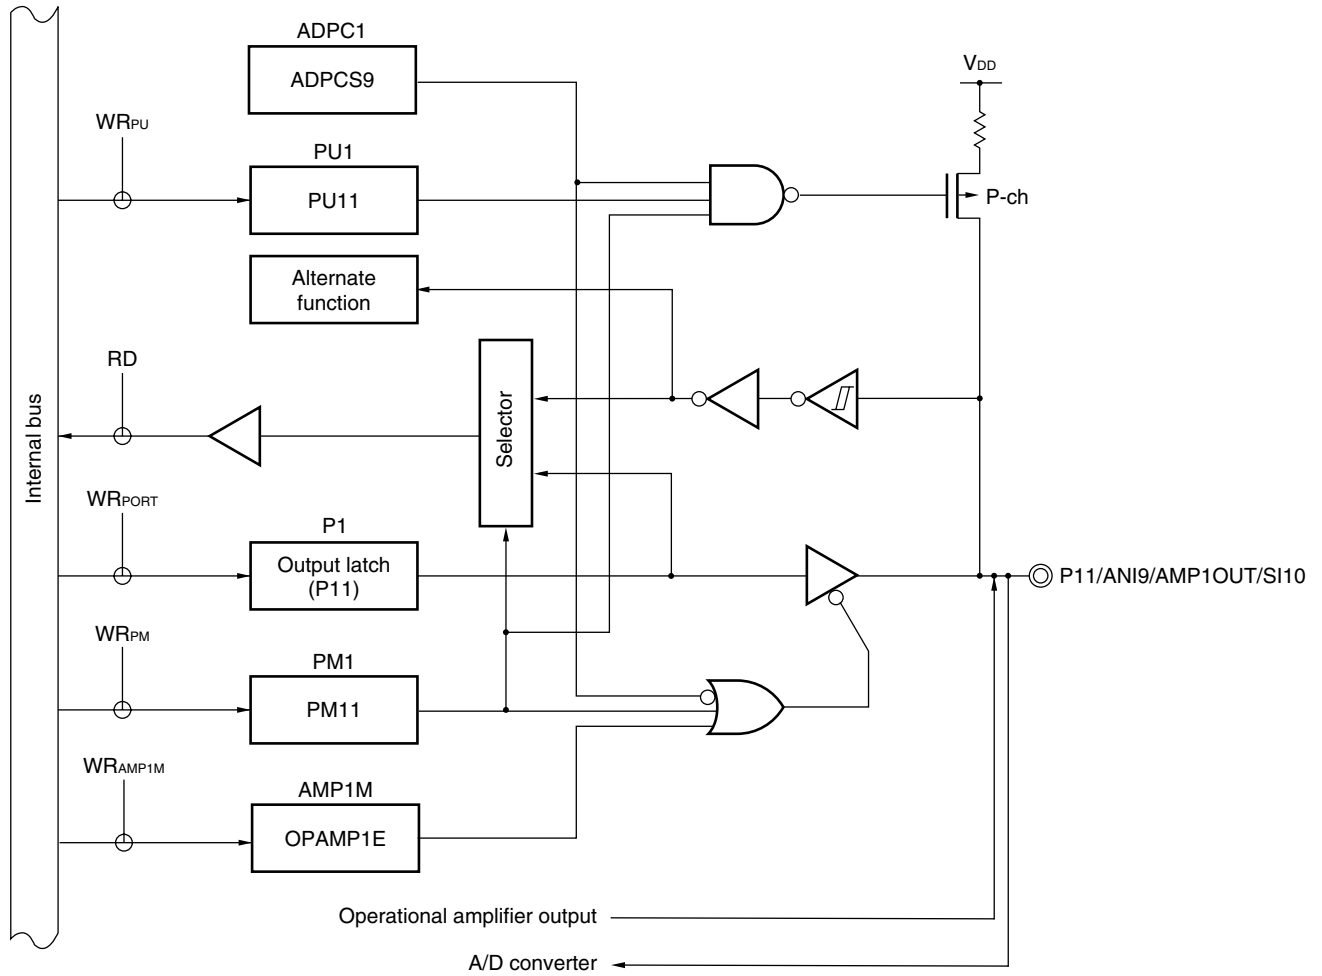 ADPC1
ADPCS9
VDD
WRPU
PU1
PU11
P-ch
Alternate
function
RD
Internal bus
Selector
WRPORT
P1
Output latch
(P11)
P11/ANI9/AMP1OUT/SI10
WRPM
PM1
PM11
WRAMP1M
AMP1M
OPAMP1E
Operational amplifier output
A/D converter